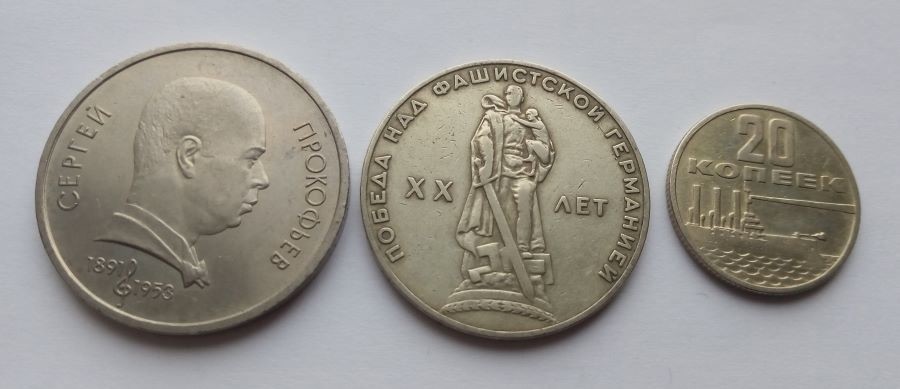 СЕРГЕЙ
ПРОКОФЬЕВ
1891
1953
ПОБЕДА НАД ФАШИСТСКОЙ ГЕРМАНИЕЙ
XX
ЛЕТ
20
КОПЕЕК